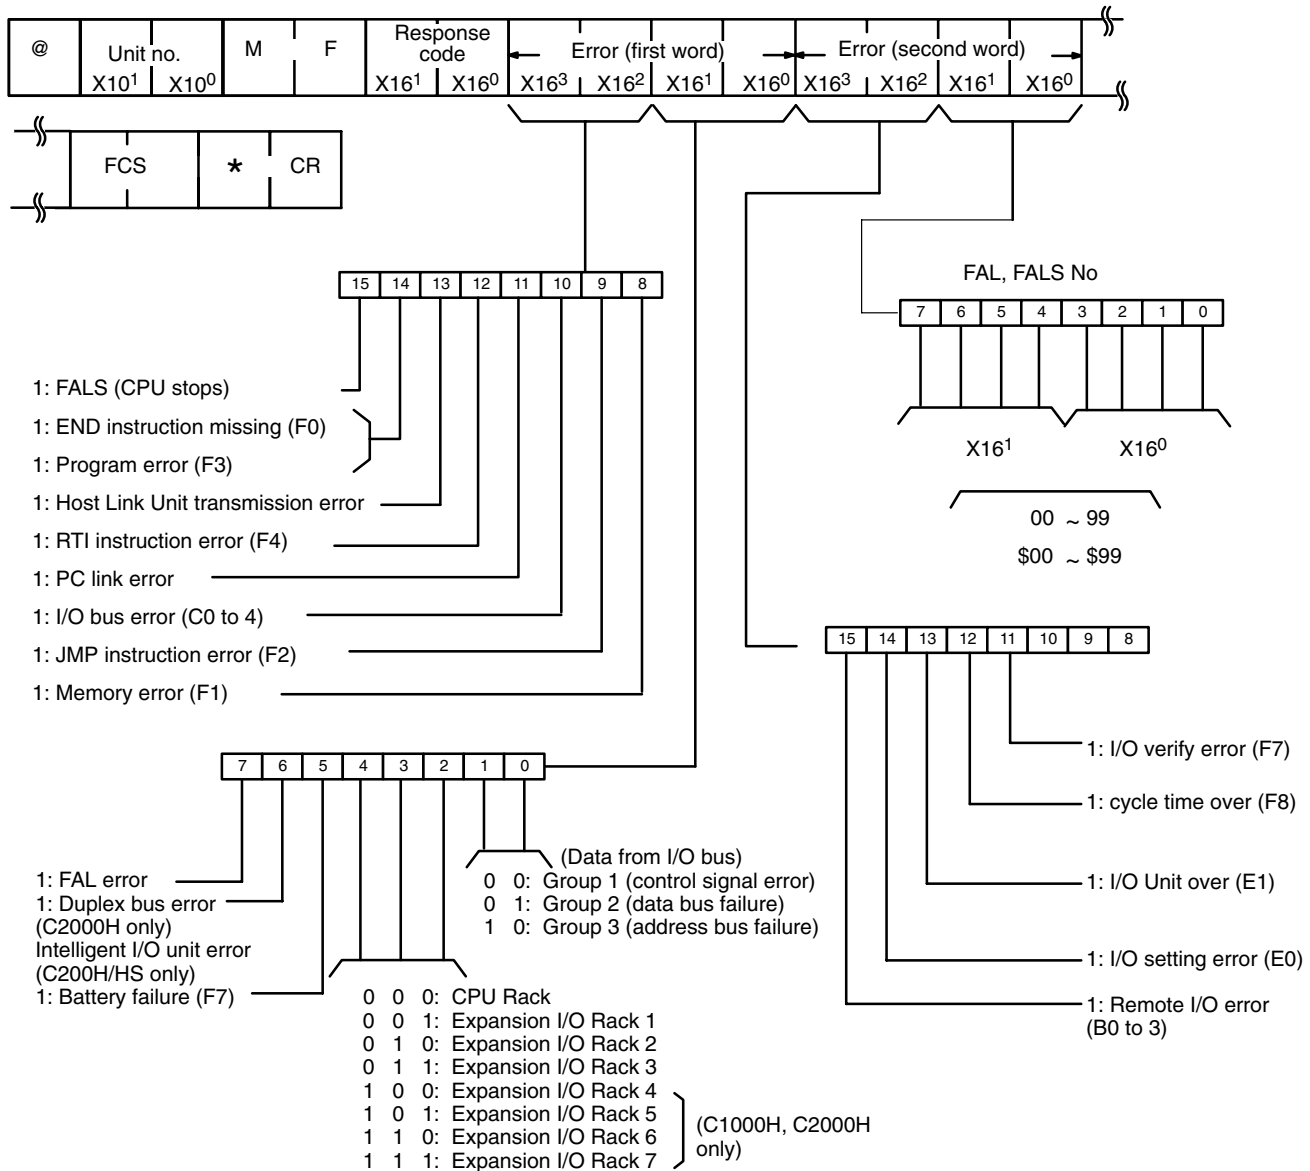 @ Unit no. M F Response code Error (first word) Error (second word)
X10¹ X10⁰ X16¹ X16⁰ X16³ X16² X16¹ X16⁰ X16³ X16² X16¹ X16⁰
FCS * CR
15 14 13 12 11 10 9 8
1: FALS (CPU stops)
1: END instruction missing (F0)
1: Program error (F3)
1: Host Link Unit transmission error
1: RTI instruction error (F4)
1: PC link error
1: I/O bus error (C0 to 4)
1: JMP instruction error (F2)
1: Memory error (F1)
FAL, FALS No
7 6 5 4 3 2 1 0
X16¹ X16⁰
00 ~ 99
$00 ~ $99
15 14 13 12 11 10 9 8
1: I/O verify error (F7)
1: cycle time over (F8)
1: I/O Unit over (E1)
1: I/O setting error (E0)
1: Remote I/O error
(B0 to 3)
7 6 5 4 3 2 1 0
1: FAL error
1: Duplex bus error
(C2000H only)
Intelligent I/O unit error
(C200H/HS only)
1: Battery failure (F7)
(Data from I/O bus)
0 0: Group 1 (control signal error)
0 1: Group 2 (data bus failure)
1 0: Group 3 (address bus failure)
0 0 0: CPU Rack
0 0 1: Expansion I/O Rack 1
0 1 0: Expansion I/O Rack 2
0 1 1: Expansion I/O Rack 3
1 0 0: Expansion I/O Rack 4
1 0 1: Expansion I/O Rack 5
1 1 0: Expansion I/O Rack 6
1 1 1: Expansion I/O Rack 7
(C1000H, C2000H
only)